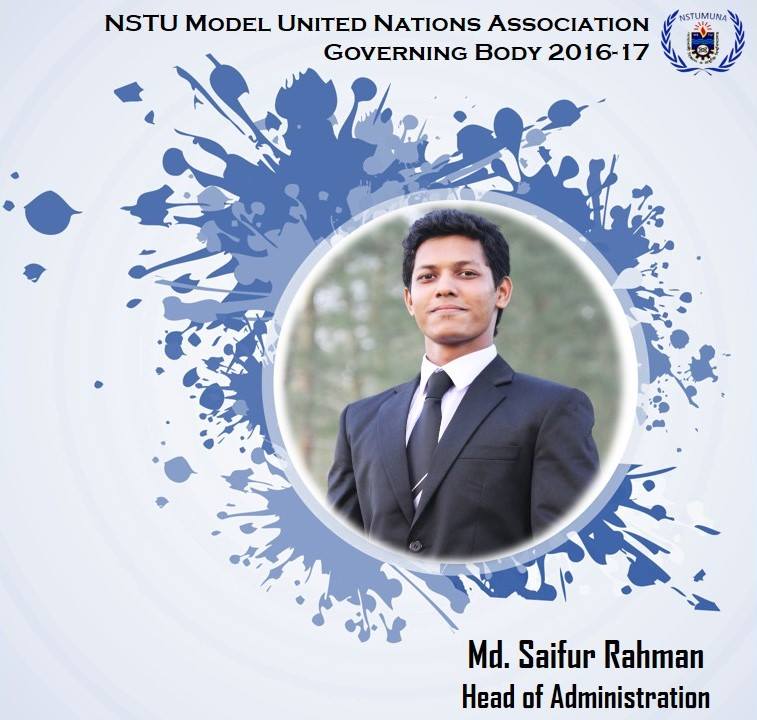 NSTU Model United Nations Association
Governing Body 2016-17
NSTUMUNA
Md. Saifur Rahman
Head of Administration